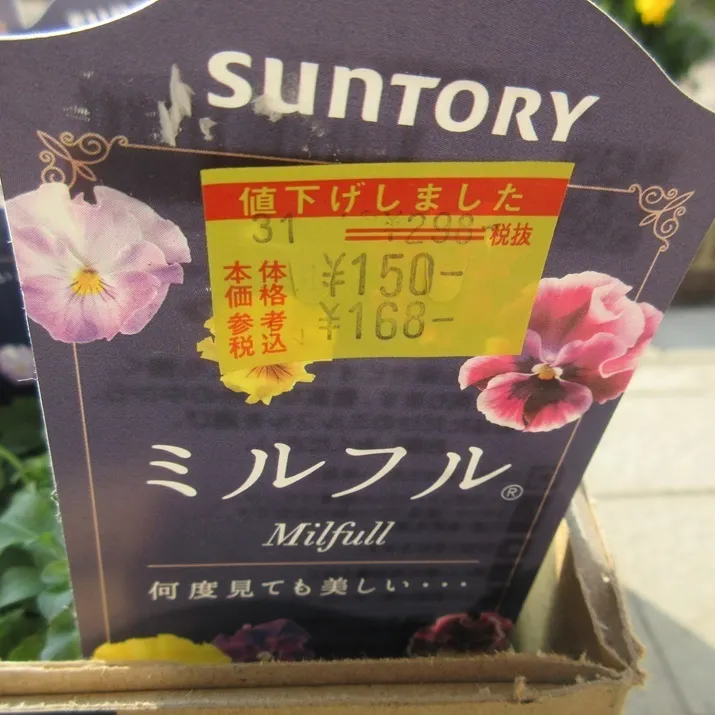 SUNTORY
値下げしました
31 ¥298 税抜
本体 ¥150-
価格
参考 ¥168-
税込
ミルフル®
Milfull
何度見ても美しい・・・